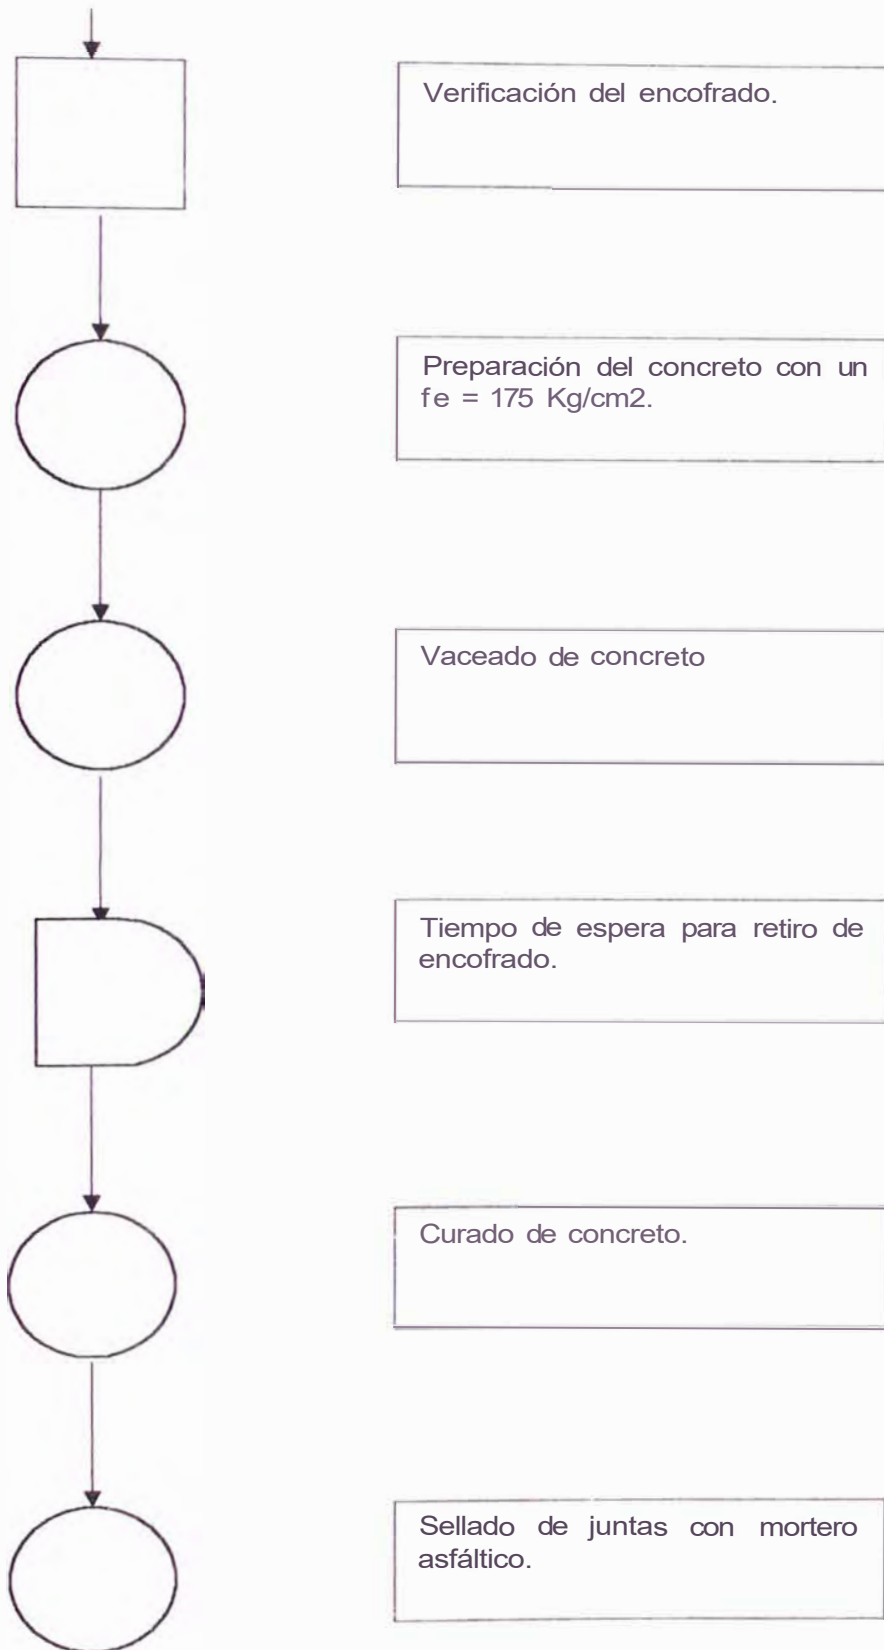 Verificación del encofrado.
Preparación del concreto con un
fe = 175 Kg/cm2.
Vaceado de concreto
Tiempo de espera para retiro de
encofrado.
Curado de concreto.
Sellado de juntas con mortero
asfáltico.